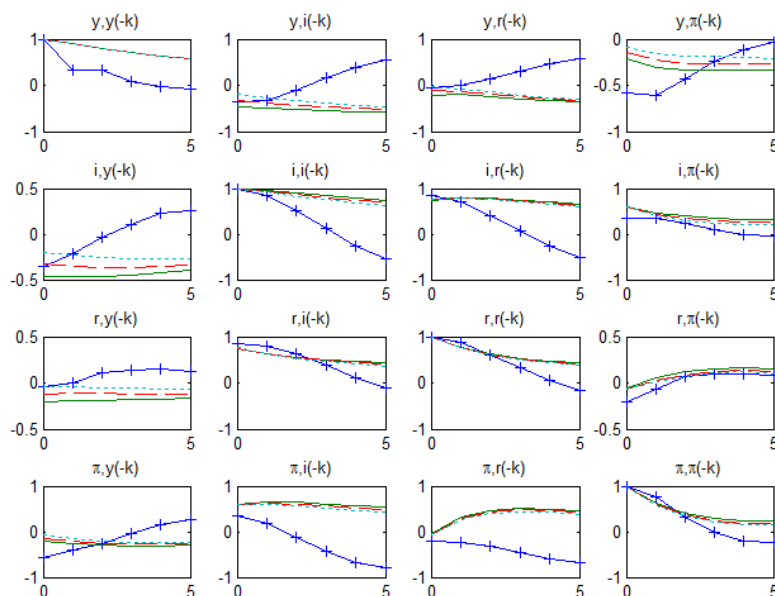 y,y(-k) y,i(-k) y,r(-k) y,π(-k)
1 1 1 0
0 0 0 -0.5
-1 -1 -1 -1
0 5 0 5 0 5 0 5
i,y(-k) i,i(-k) i,r(-k) i,π(-k)
0.5 1 1 1
0 0 0 0
-0.5 -1 -1 -1
0 5 0 5 0 5 0 5
r,y(-k) r,i(-k) r,r(-k) r,π(-k)
0.5 1 1 0.5
0 0 0 0
-0.5 -1 -1 -0.5
0 5 0 5 0 5 0 5
π,y(-k) π,i(-k) π,r(-k) π,π(-k)
1 1 1 1
0 0 0 0
-1 -1 -1 -1
0 5 0 5 0 5 0 5